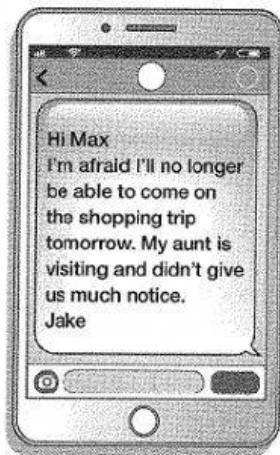 Hi Max
I'm afraid I'll no longer
be able to come on
the shopping trip
tomorrow. My aunt is
visiting and didn't give
us much notice.
Jake